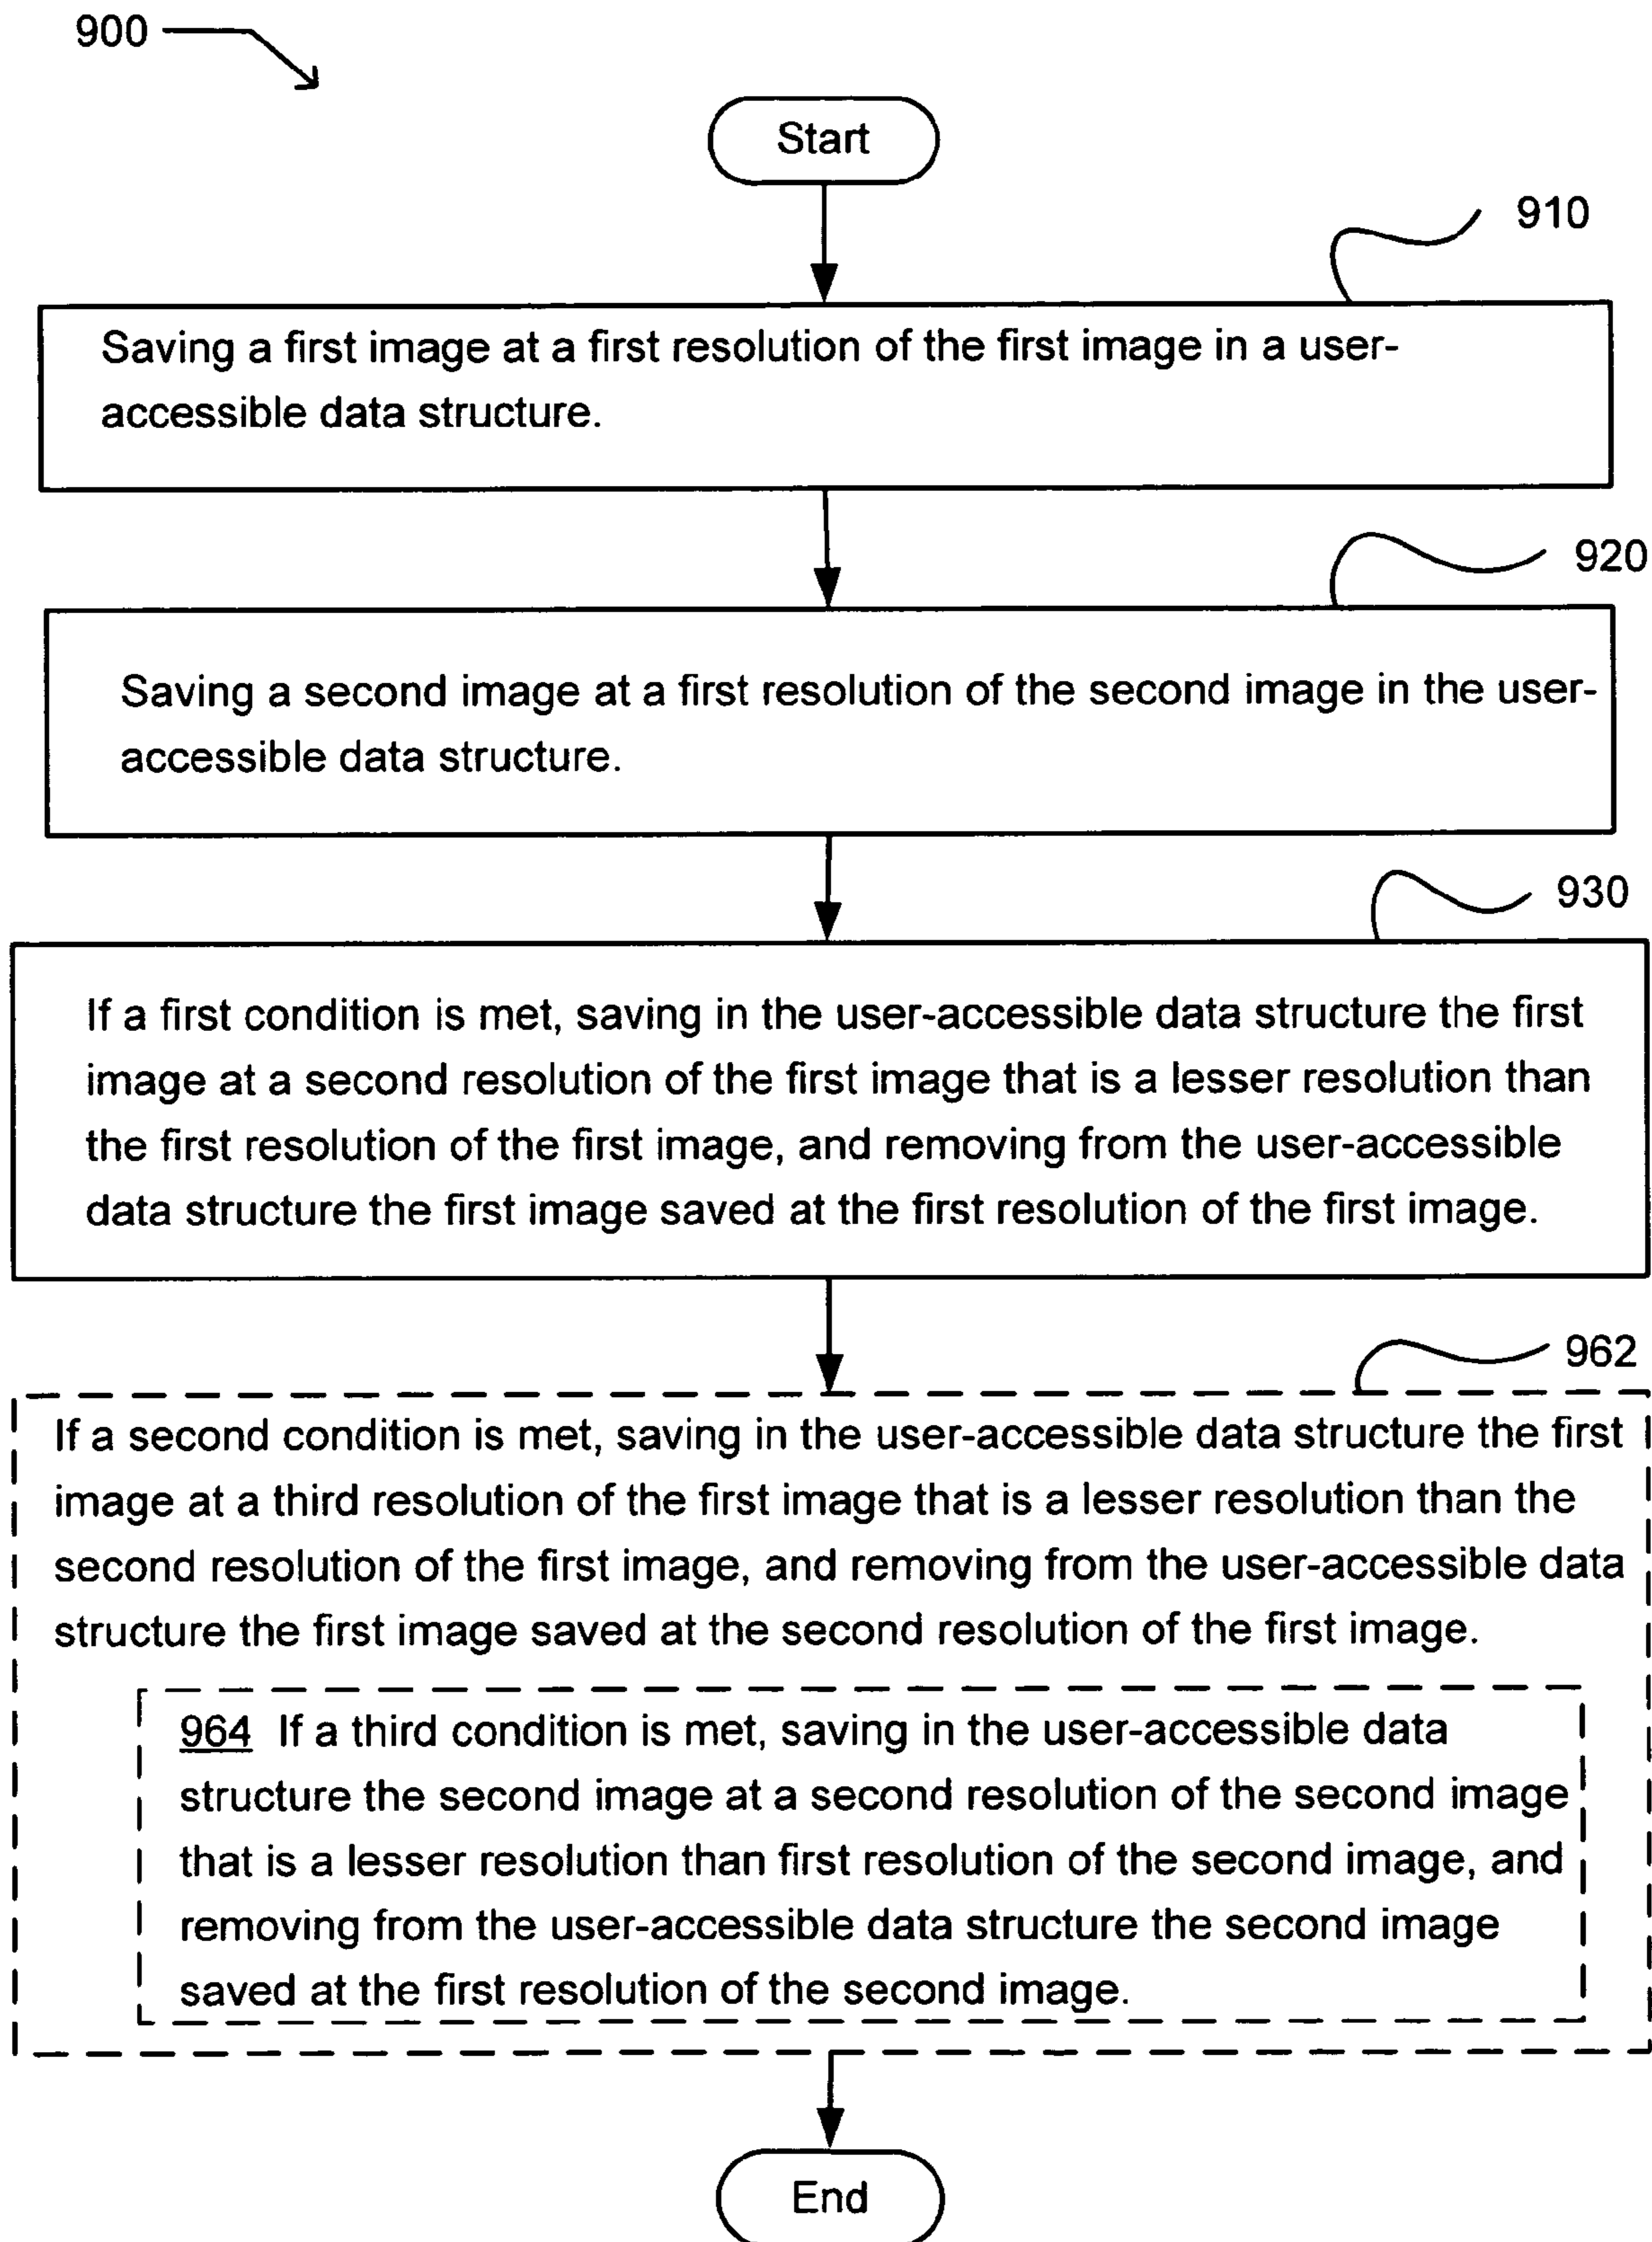 900
Start
910
Saving a first image at a first resolution of the first image in a user-
accessible data structure.
920
Saving a second image at a first resolution of the second image in the user-
accessible data structure.
930
If a first condition is met, saving in the user-accessible data structure the first
image at a second resolution of the first image that is a lesser resolution than
the first resolution of the first image, and removing from the user-accessible
data structure the first image saved at the first resolution of the first image.
962
If a second condition is met, saving in the user-accessible data structure the first
image at a third resolution of the first image that is a lesser resolution than the
second resolution of the first image, and removing from the user-accessible data
structure the first image saved at the second resolution of the first image.
964 If a third condition is met, saving in the user-accessible data
structure the second image at a second resolution of the second image
that is a lesser resolution than first resolution of the second image, and
removing from the user-accessible data structure the second image
saved at the first resolution of the second image.
End